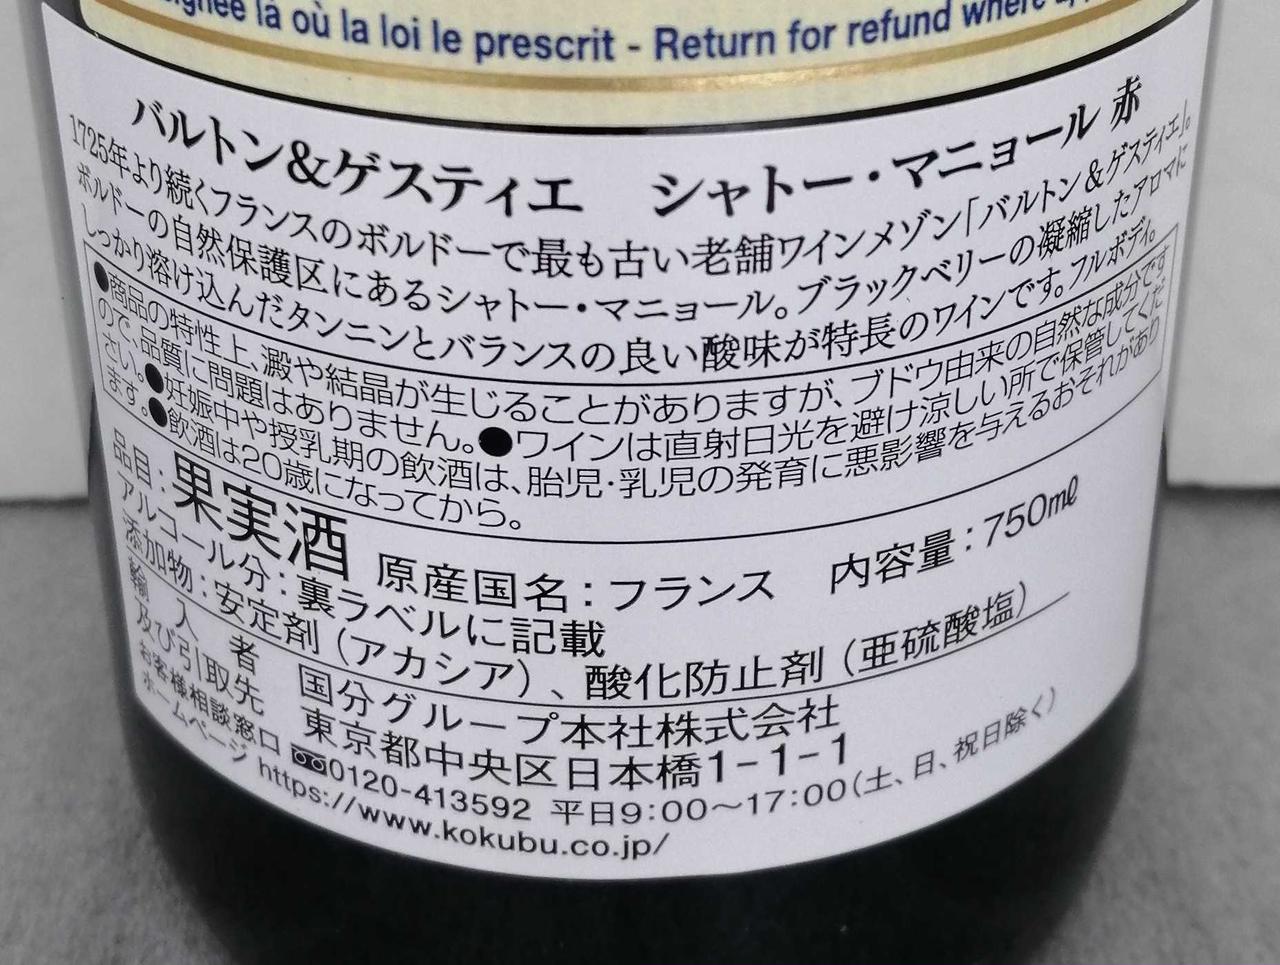 là où la loi le prescrit - Return for refund where
バルトン&ゲスティエ シャトー・マニョール 赤
1725年より続くフランスのボルドーで最も古い老舗ワインメゾン「バルトン&ゲスティエ」。
ボルドーの自然保護区にあるシャトー・マニョール。ブラックベリーの凝縮したアロマに
しっかり溶け込んだタンニンとバランスの良い酸味が特長のワインです。フルボディ。
●商品の特性上、澱や結晶が生じることがありますが、ブドウ由来の自然な成分です
ので、品質に問題はありません。●ワインは直射日光を避け涼しい所で保管してくだ
さい。●妊娠中や授乳期の飲酒は、胎児・乳児の発育に悪影響を与えるおそれがあり
ます。●飲酒は20歳になってから。
品目：果実酒 原産国名：フランス 内容量：750㎖
アルコール分：裏ラベルに記載
添加物：安定剤（アカシア）、酸化防止剤（亜硫酸塩）
輸入者 国分グループ本社株式会社
及び引取先 東京都中央区日本橋1-1-1
お客様相談窓口 0120-413592 平日9：00～17：00（土、日、祝日除く）
ホームページ https://www.kokubu.co.jp/